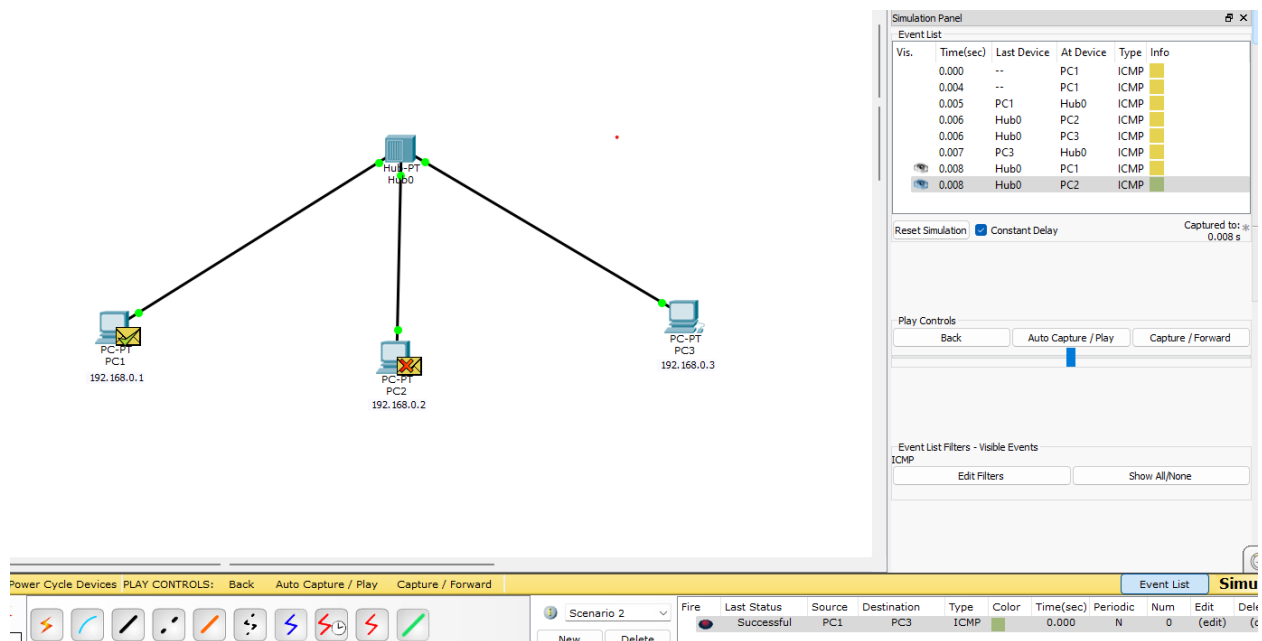 Simulation Panel
Event List
Vis. Time(sec) Last Device At Device Type Info
0.000 -- PC1 ICMP
0.004 -- PC1 ICMP
0.005 PC1 Hub0 ICMP
0.006 Hub0 PC2 ICMP
0.006 Hub0 PC3 ICMP
0.007 PC3 Hub0 ICMP
0.008 Hub0 PC1 ICMP
0.008 Hub0 PC2 ICMP
Reset Simulation Constant Delay Captured to:
0.008 s
Hub-PT
Hub0
PC-PT
PC1
192.168.0.1
PC-PT
PC2
192.168.0.2
PC-PT
PC3
192.168.0.3
Play Controls
Back Auto Capture / Play Capture / Forward
Event List Filters - Visible Events
ICMP
Edit Filters Show All/None
Power Cycle Devices PLAY CONTROLS: Back Auto Capture / Play Capture / Forward Event List Simu
Scenario 2
New Delete
Fire Last Status Source Destination Type Color Time(sec) Periodic Num Edit Dele
Successful PC1 PC3 ICMP 0.000 N 0 (edit) (d